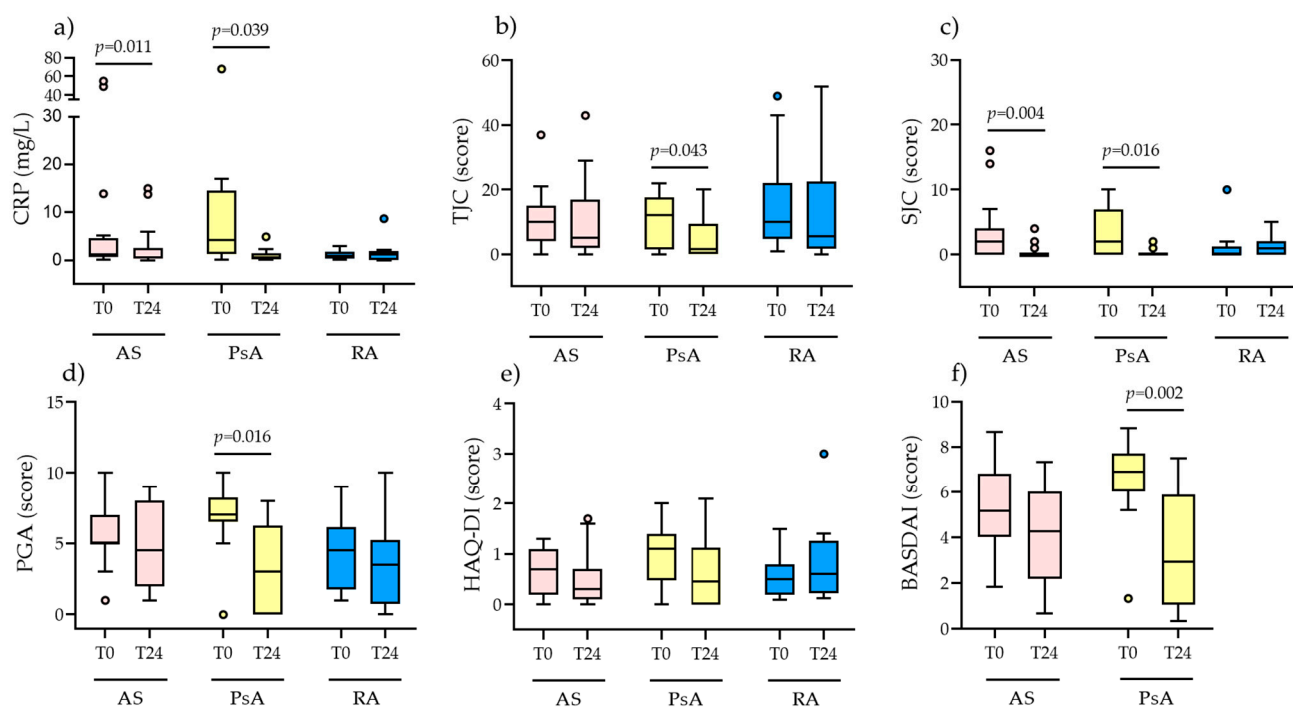 a)
p=0.011
p=0.039
CRP (mg/L)
80
60
40
30
20
10
0
T0 T24 T0 T24 T0 T24
AS PsA RA
b)
p=0.043
TJC (score)
60
40
20
0
T0 T24 T0 T24 T0 T24
AS PsA RA
c)
p=0.004
p=0.016
SJC (score)
30
20
10
0
T0 T24 T0 T24 T0 T24
AS PsA RA
d)
p=0.016
PGA (score)
15
10
5
0
T0 T24 T0 T24 T0 T24
AS PsA RA
e)
HAQ-DI (score)
4
3
2
1
0
T0 T24 T0 T24 T0 T24
AS PsA RA
f)
p=0.002
BASDAI (score)
10
8
6
4
2
0
T0 T24 T0 T24
AS PsA